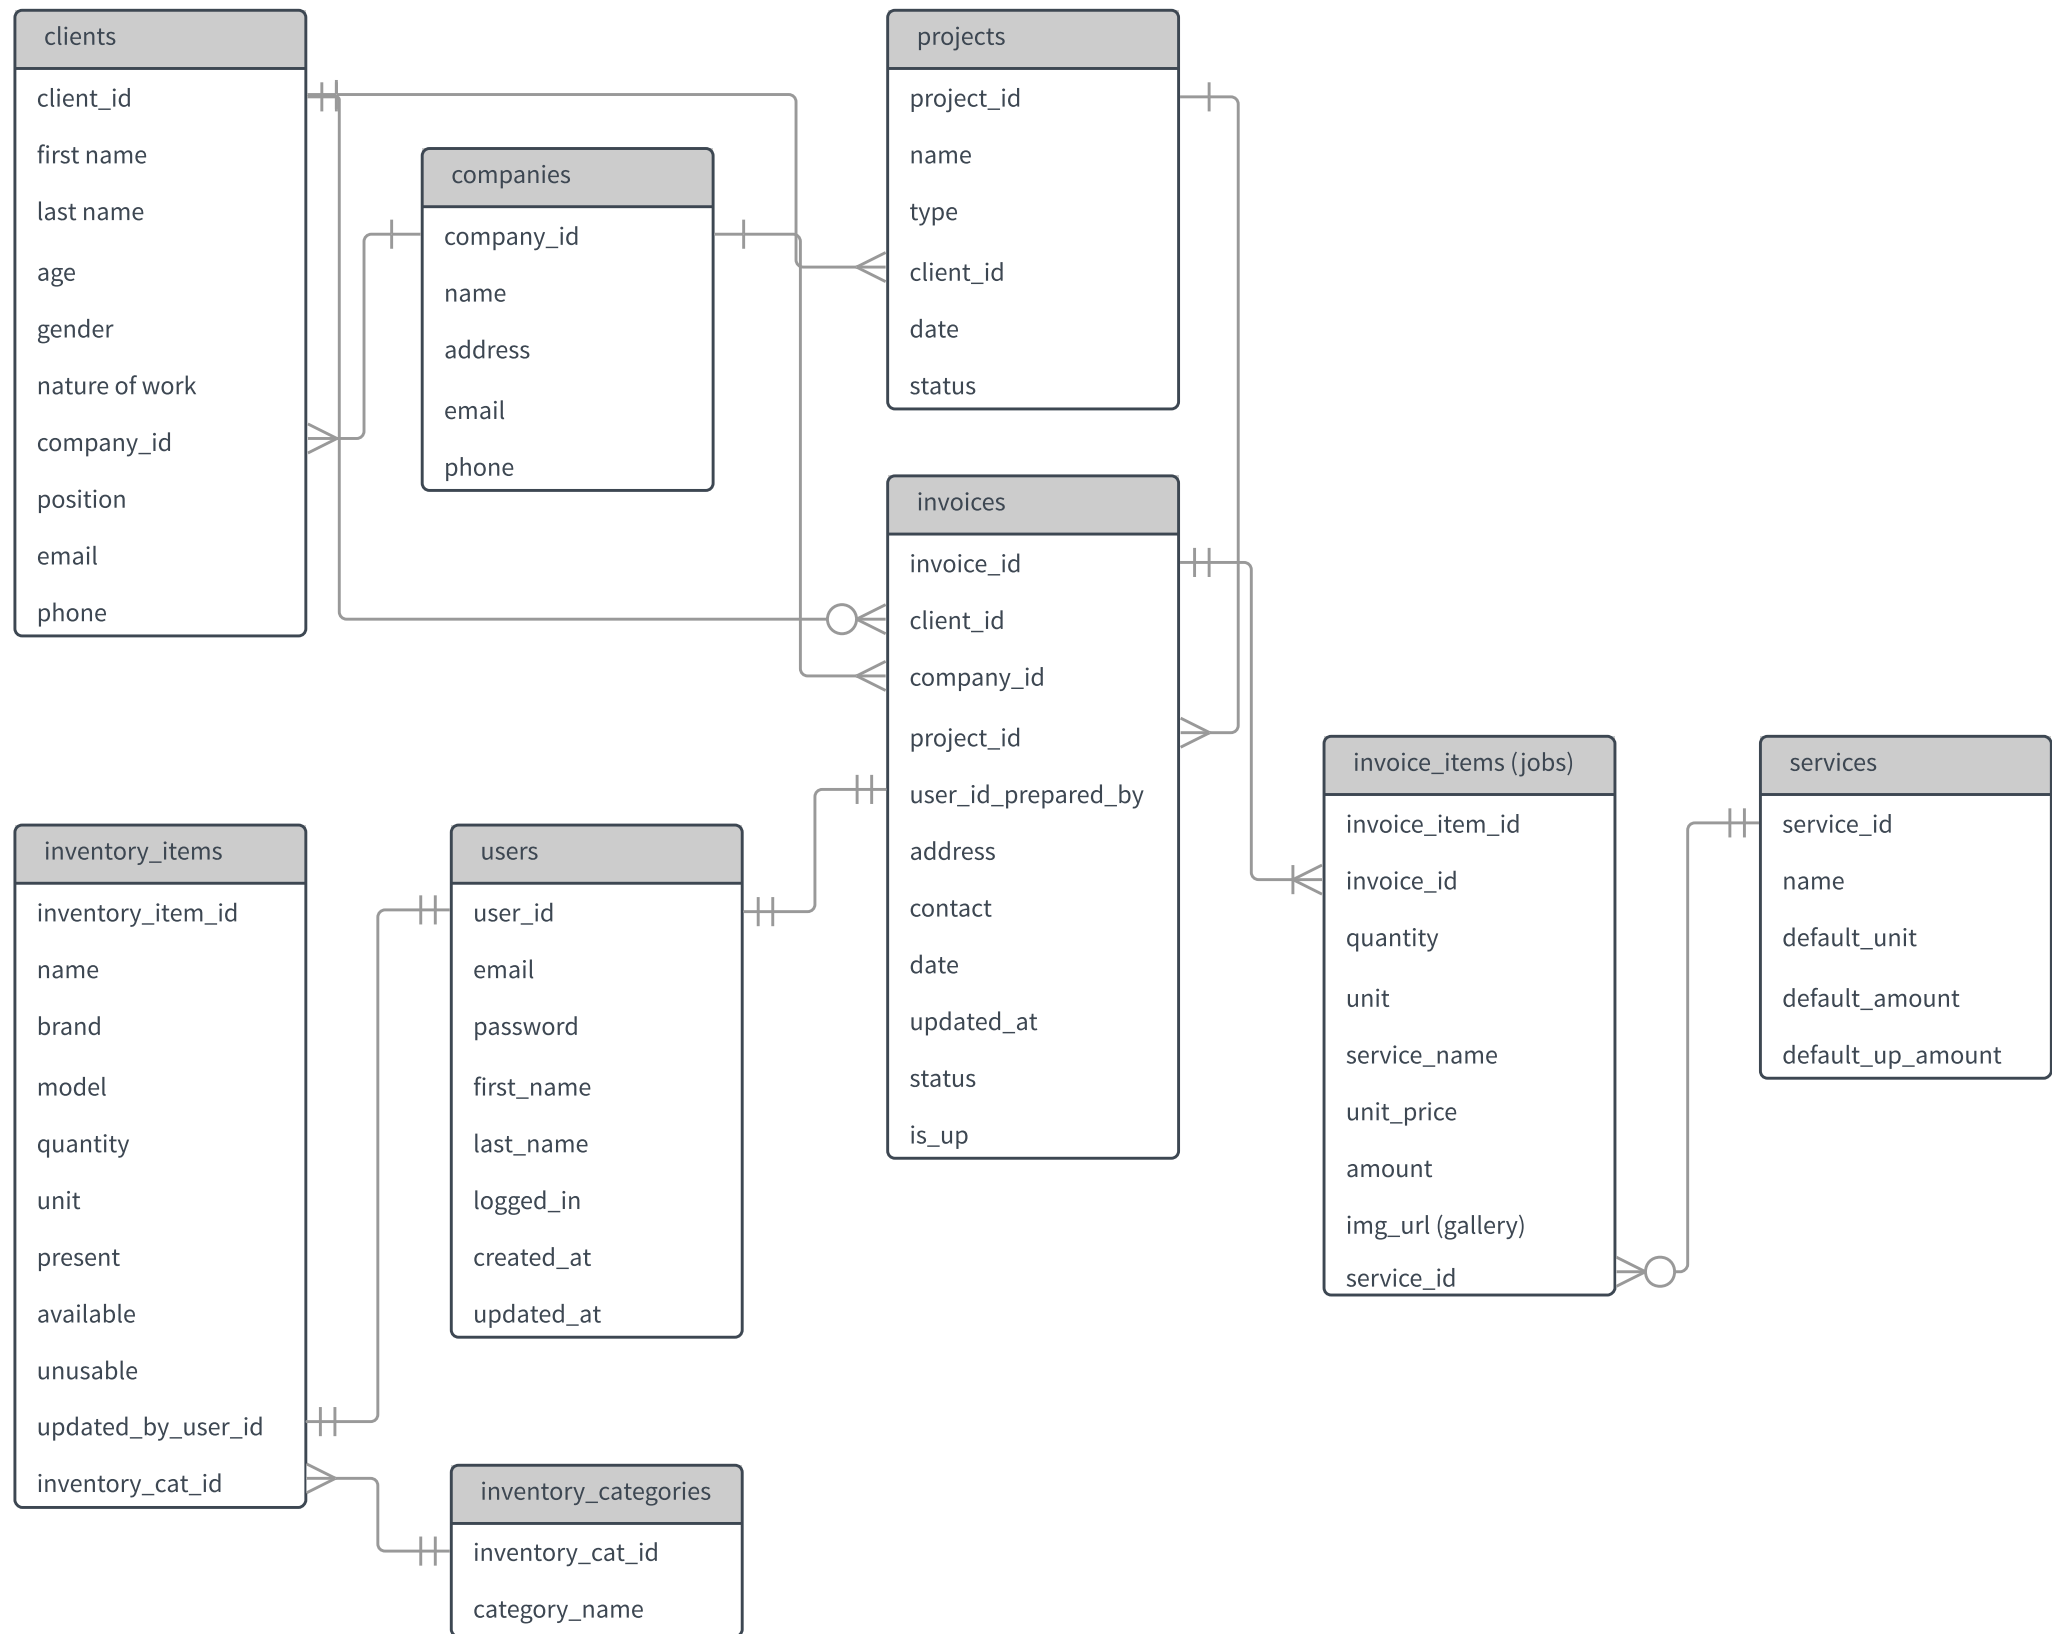 clients
client_id
first name
last name
age
gender
nature of work
company_id
position
email
phone
companies
company_id
name
address
email
phone
projects
project_id
name
type
client_id
date
status
invoices
invoice_id
client_id
company_id
project_id
user_id_prepared_by
address
contact
date
updated_at
status
is_up
invoice_items (jobs)
invoice_item_id
invoice_id
quantity
unit
service_name
unit_price
amount
img_url (gallery)
service_id
services
service_id
name
default_unit
default_amount
default_up_amount
inventory_items
inventory_item_id
name
brand
model
quantity
unit
present
available
unusable
updated_by_user_id
inventory_cat_id
users
user_id
email
password
first_name
last_name
logged_in
created_at
updated_at
inventory_categories
inventory_cat_id
category_name